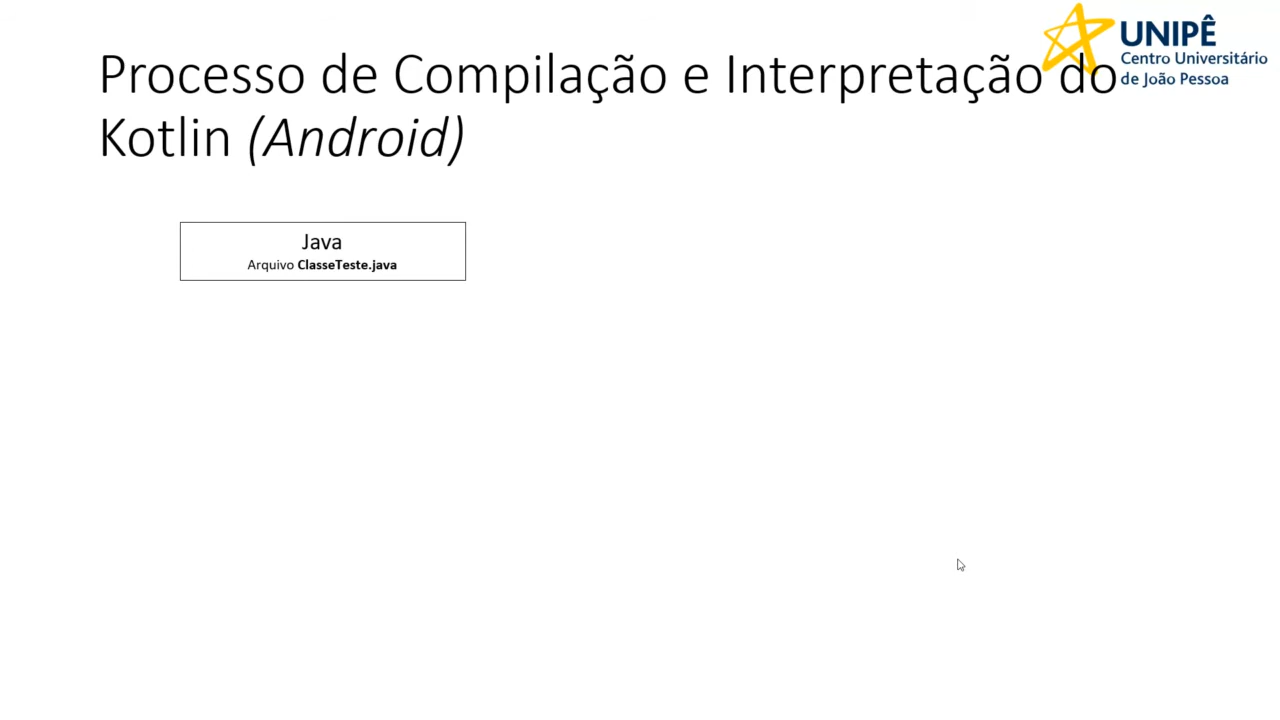 UNIPÊ
Centro Universitário
de João Pessoa
Processo de Compilação e Interpretação do
Kotlin (Android)
Java
Arquivo ClasseTeste.java